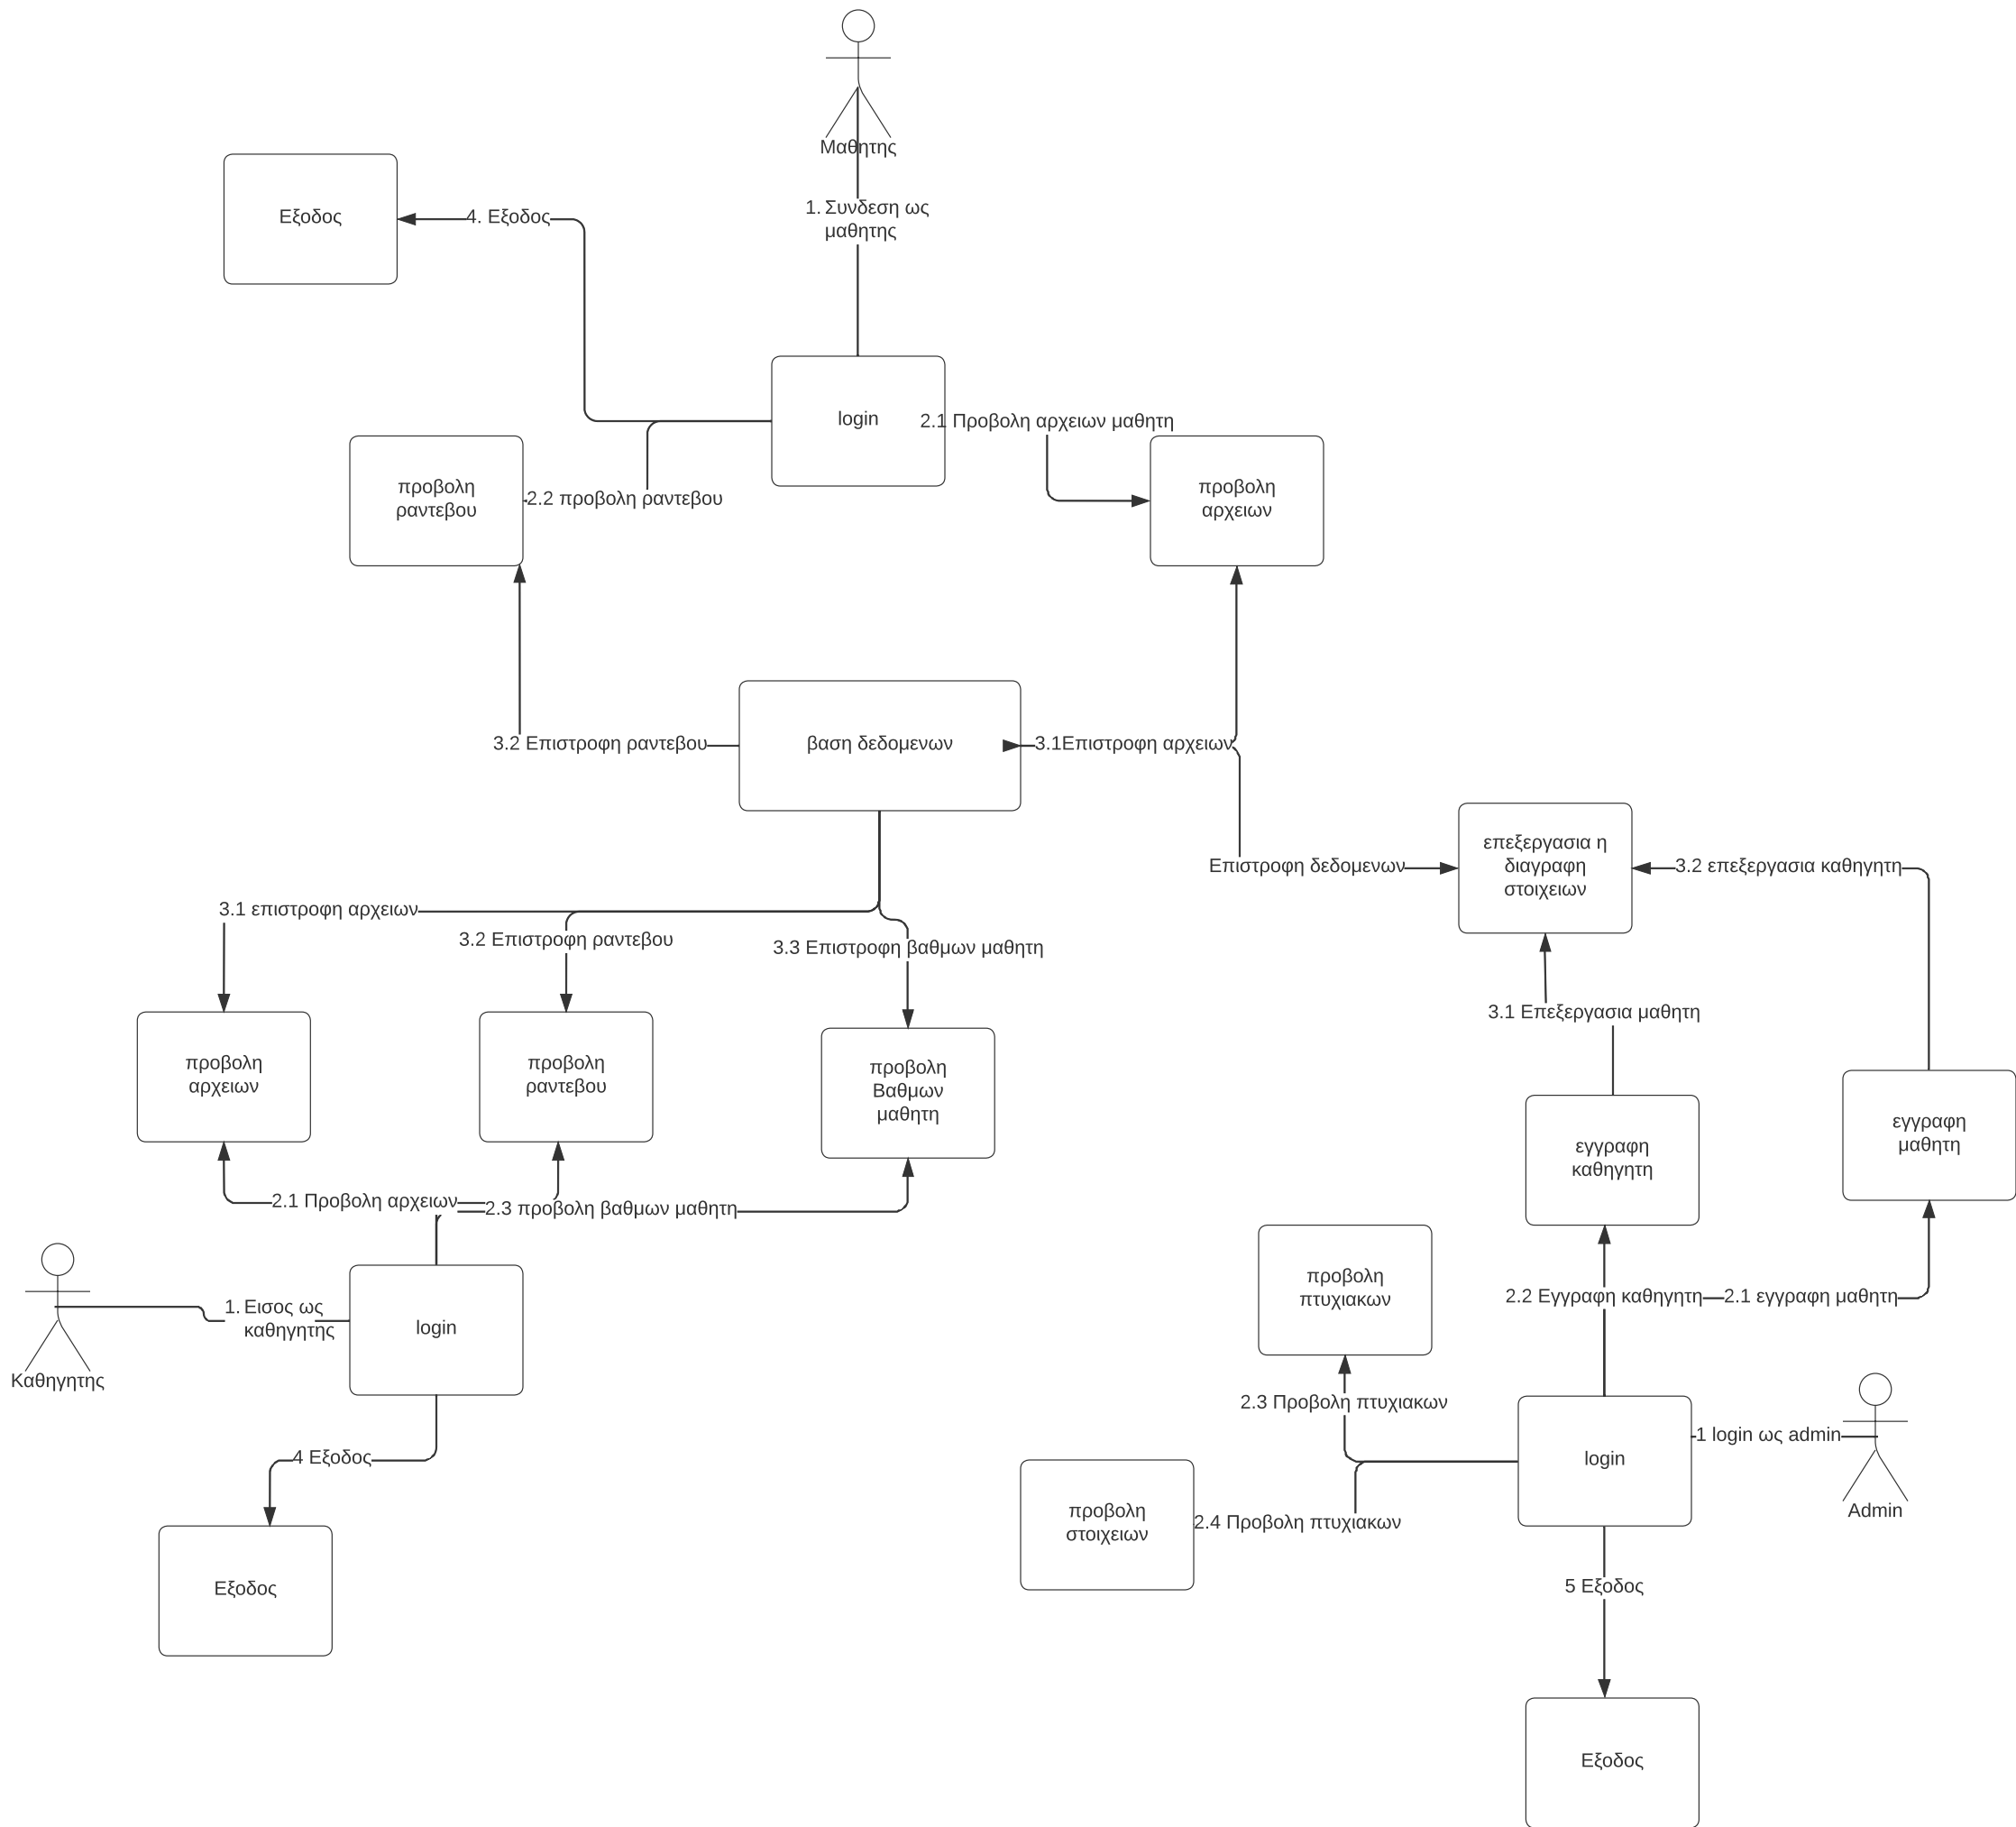 Μαθητης
1. Συνδεση ως
μαθητης
Εξοδος
4. Εξοδος
login
2.1 Προβολη αρχειων μαθητη
προβολη
ραντεβου
2.2 προβολη ραντεβου
προβολη
αρχειων
3.2 Επιστροφη ραντεβου
βαση δεδομενων
3.1Επιστροφη αρχειων
Επιστροφη δεδομενων
επεξεργασια η
διαγραφη
στοιχειων
3.2 επεξεργασια καθηγητη
3.1 επιστροφη αρχειων
3.2 Επιστροφη ραντεβου
3.3 Επιστροφη βαθμων μαθητη
3.1 Επεξεργασια μαθητη
προβολη
αρχειων
προβολη
ραντεβου
προβολη
Βαθμων
μαθητη
εγγραφη
καθηγητη
εγγραφη
μαθητη
2.1 Προβολη αρχειων
2.3 προβολη βαθμων μαθητη
Καθηγητης
1. Εισος ως
καθηγητης
login
προβολη
πτυχιακων
2.2 Εγγραφη καθηγητη
2.1 εγγραφη μαθητη
2.3 Προβολη πτυχιακων
login
1 login ως admin
Admin
4 Εξοδος
Εξοδος
προβολη
στοιχειων
2.4 Προβολη πτυχιακων
5 Εξοδος
Εξοδος